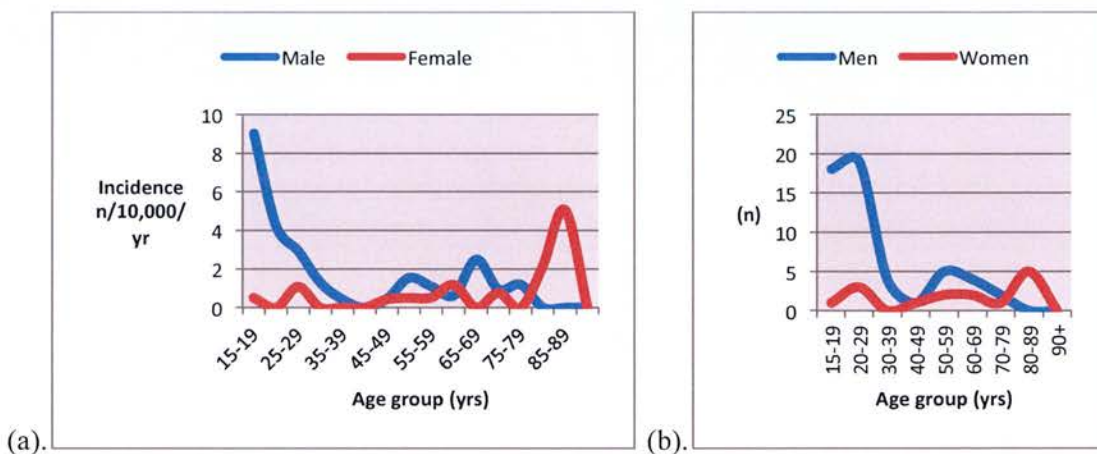 Male Female
10
8
6
4
2
0
Incidence
n/10,000/
yr
15-19
25-29
35-39
45-49
55-59
65-69
75-79
85-89
Age group (yrs)
(a).
Men Women
25
20
15
10
5
0
(n)
15-19
20-29
30-39
40-49
50-59
60-69
70-79
80-89
90+
Age group (yrs)
(b).